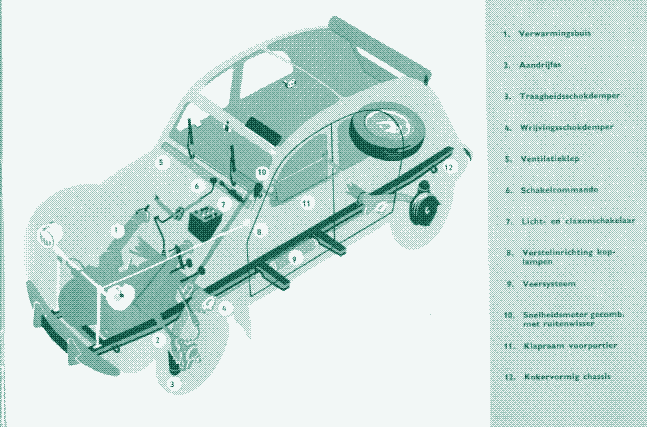 5
10
12
6
7
11
1
8
9
4
2
3
1. Verwarmingsbuis
2. Aandrijfas
3. Traagheidsschokdemper
4. Wrijvingsschokdemper
5. Ventilatieklep
6. Schakelcommando
7. Licht- en claxonschakelaar
8. Verstelinrichting kop-
lampen
9. Veersysteem
10. Snelheidsmeter gecomb.
met ruitenwisser
11. Klapraam voorportier
12. Kokervormig chassis